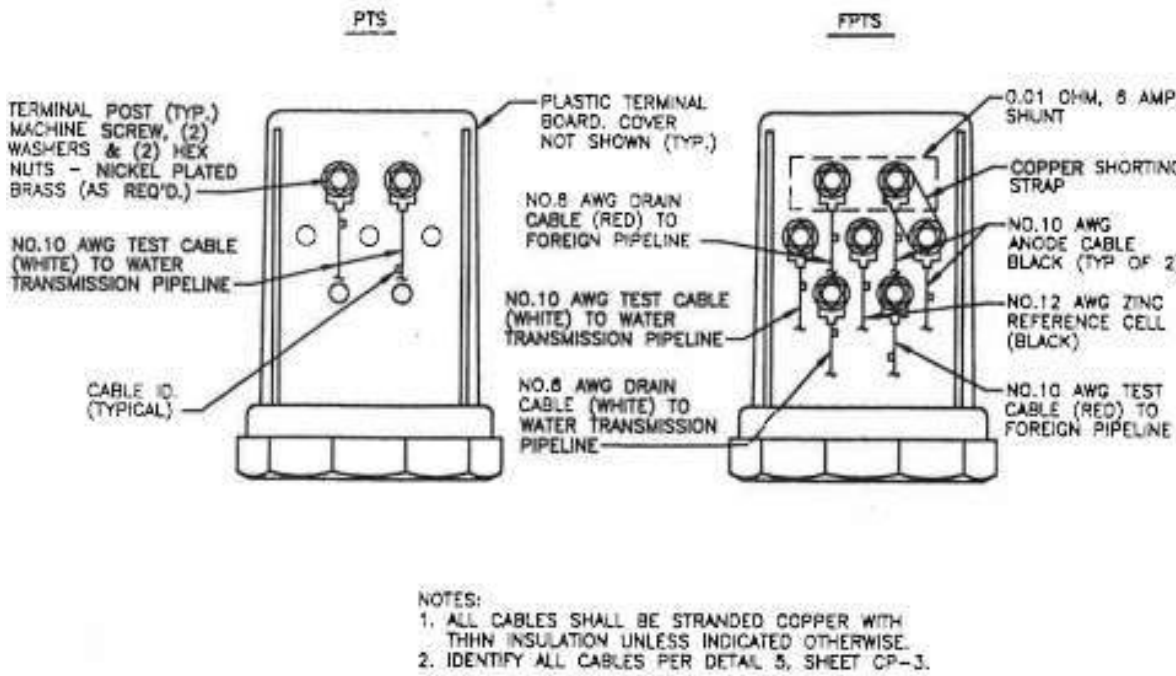 PTS
TERMINAL POST (TYP.)
MACHINE SCREW, (2)
WASHERS & (2) HEX
NUTS - NICKEL PLATED
BRASS (AS REQ'D.)
NO.10 AWG TEST CABLE
(WHITE) TO WATER
TRANSMISSION PIPELINE
CABLE ID.
(TYPICAL)
PLASTIC TERMINAL
BOARD. COVER
NOT SHOWN (TYP.)
FPTS
NO.8 AWG DRAIN
CABLE (RED) TO
FOREIGN PIPELINE
NO.10 AWG TEST CABLE
(WHITE) TO WATER
TRANSMISSION PIPELINE
NO.8 AWG DRAIN
CABLE (WHITE) TO
WATER TRANSMISSION
PIPELINE
0.01 OHM, 6 AMP
SHUNT
COPPER SHORTING
STRAP
NO.10 AWG
ANODE CABLE
BLACK (TYP OF 2)
NO.12 AWG ZINC
REFERENCE CELL
(BLACK)
NO.10 AWG TEST
CABLE (RED) TO
FOREIGN PIPELINE
NOTES:
1. ALL CABLES SHALL BE STRANDED COPPER WITH
THHN INSULATION UNLESS INDICATED OTHERWISE.
2. IDENTIFY ALL CABLES PER DETAIL 5, SHEET CP-3.